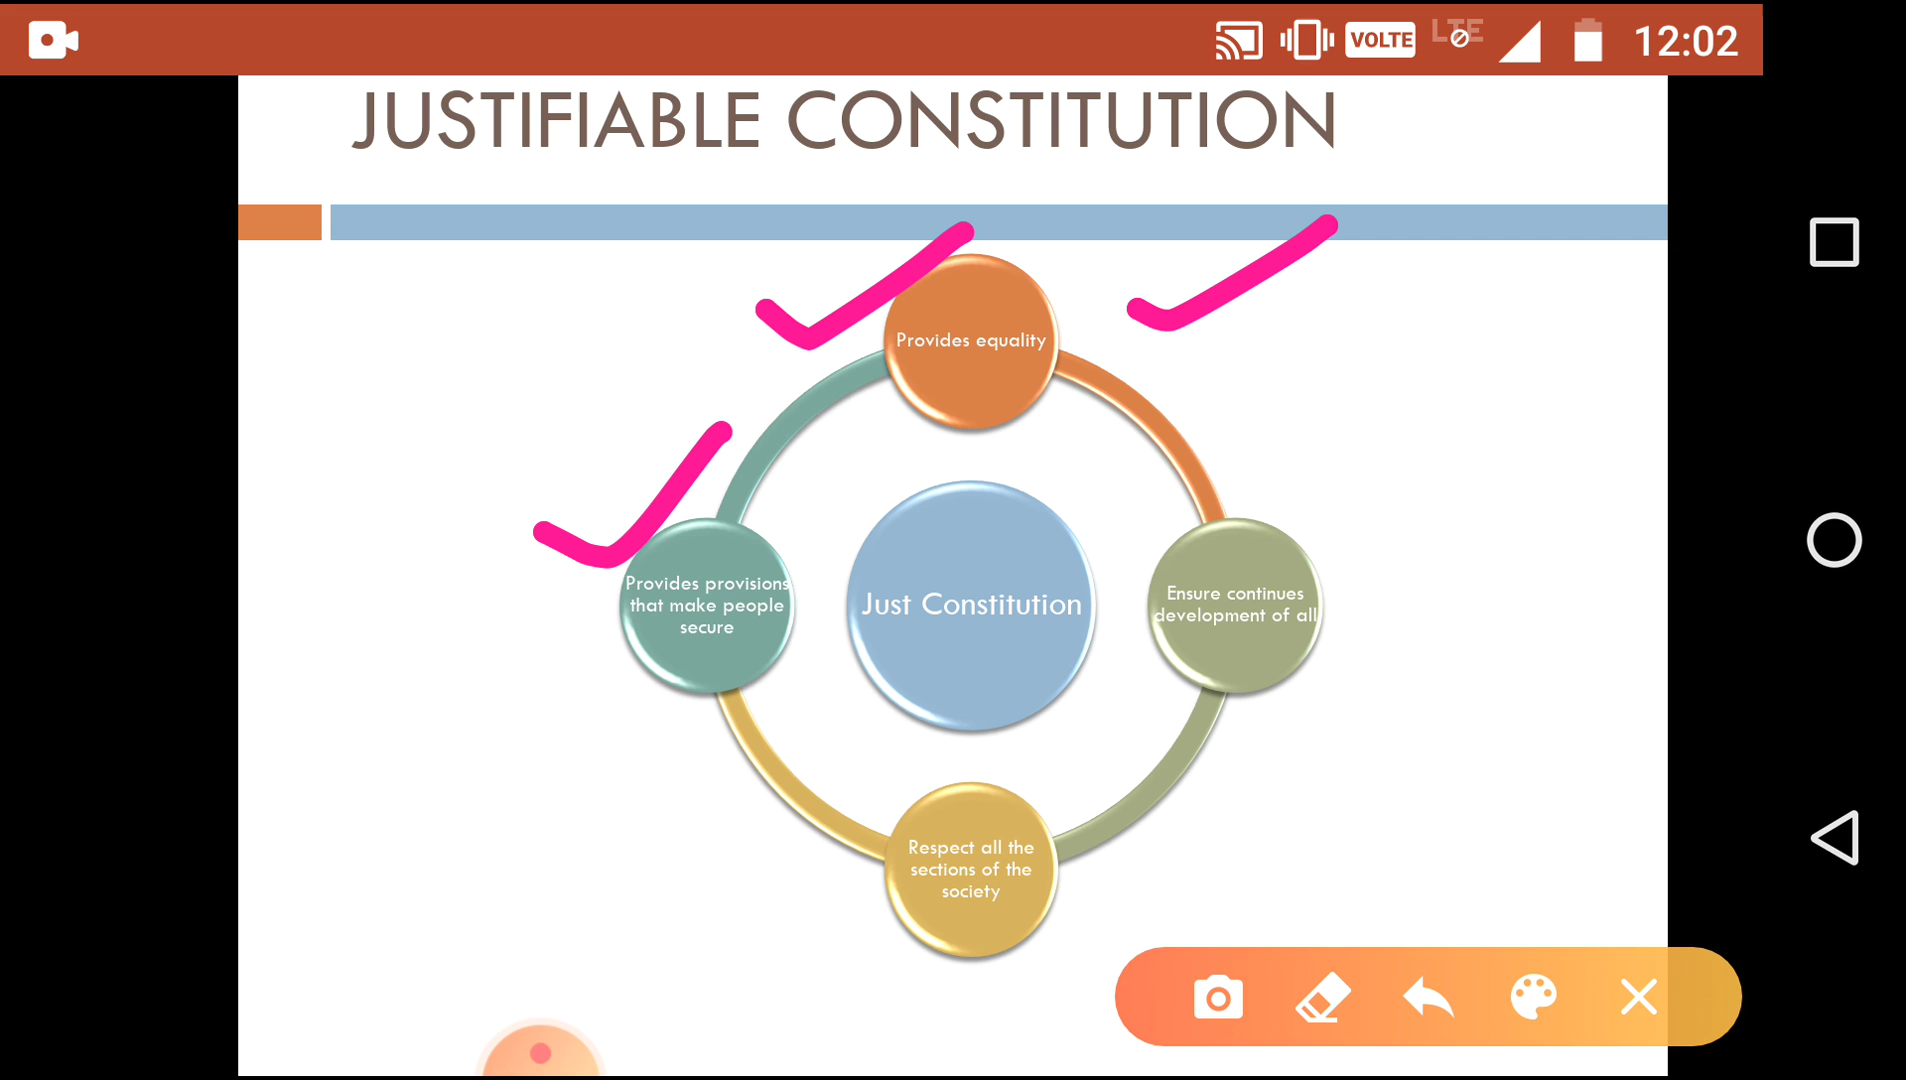 VOLTE LTE 12:02
JUSTIFIABLE CONSTITUTION
Provides equality
Provides provisions
that make people
secure
Just Constitution
Ensure continues
development of all
Respect all the
sections of the
society